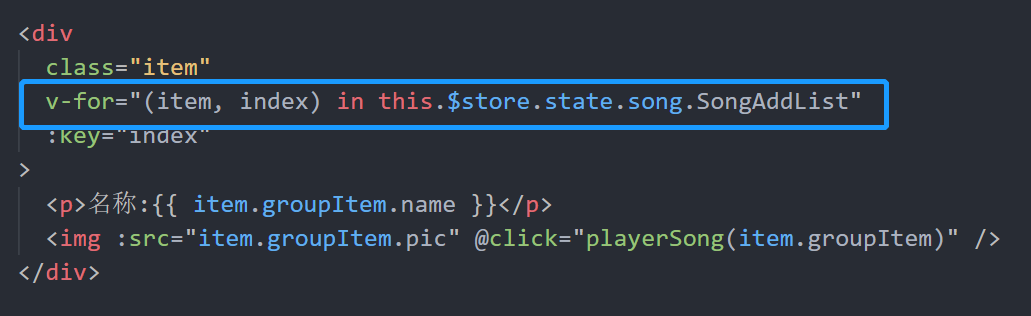 <div
class="item"
v-for="(item, index) in this.$store.state.song.SongAddList"
:key="index"
>
<p>名称:{{ item.groupItem.name }}</p>
<img :src="item.groupItem.pic" @click="playerSong(item.groupItem)" />
</div>